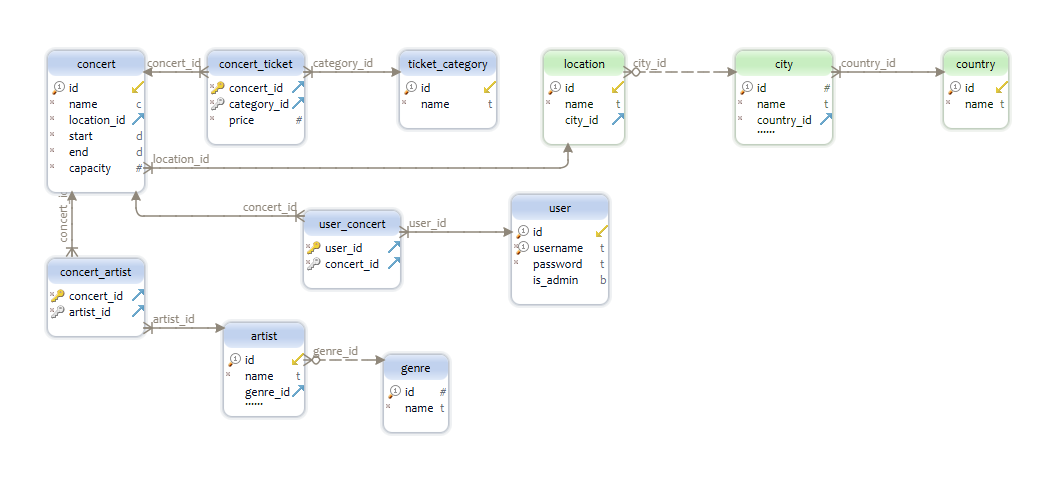 concert
id
name c
location_id
start d
end d
capacity #
concert_id
concert_ticket
concert_id
category_id
price #
category_id
ticket_category
id
name t
location
id
name t
city_id
city_id
city
id #
name t
country_id
......
country_id
country
id
name t
location_id
concert_id
concert_id
user_concert
user_id
concert_id
user_id
user
id
username t
password t
is_admin b
concert_artist
concert_id
artist_id
artist_id
artist
id
name t
genre_id
......
genre_id
genre
id #
name t